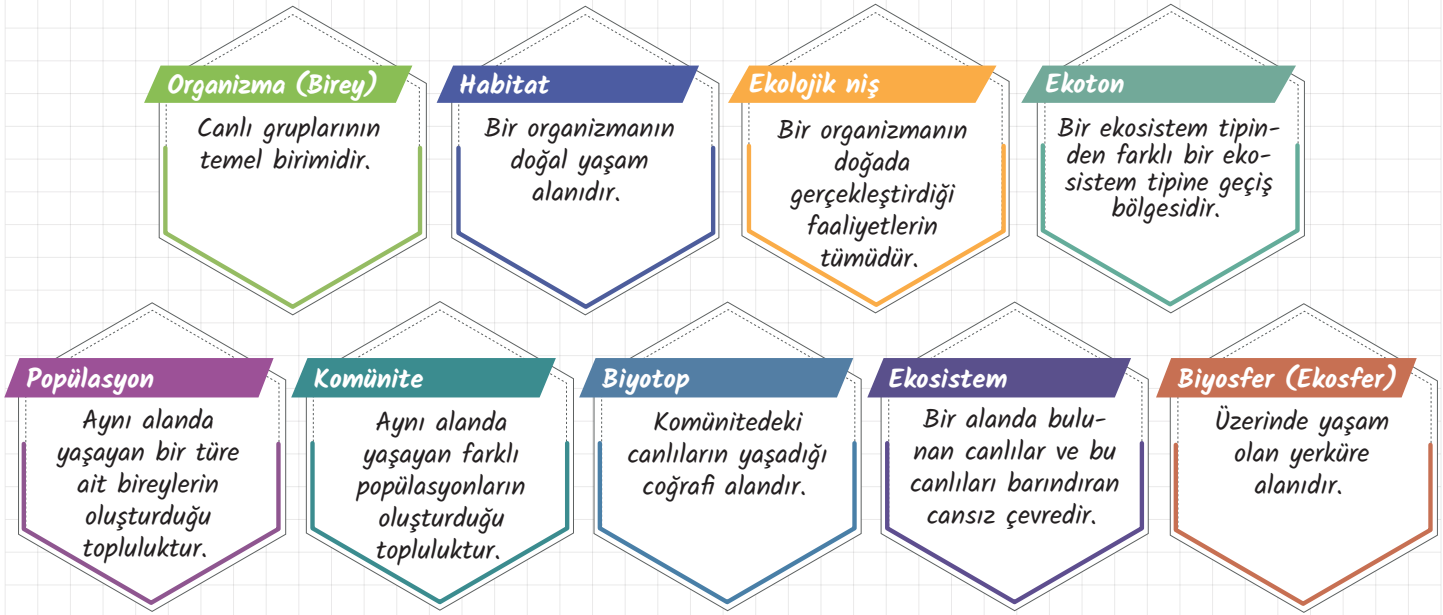 Organizma (Birey)
Canlı gruplarının
temel birimidir.
Habitat
Bir organizmanın
doğal yaşam
alanıdır.
Ekolojik niş
Bir organizmanın
doğada
gerçekleştirdiği
faaliyetlerin
tümüdür.
Ekoton
Bir ekosistem tipin-
den farklı bir eko-
sistem tipine geçiş
bölgesidir.
Popülasyon
Aynı alanda
yaşayan bir türe
ait bireylerin
oluşturduğu
topluluktur.
Komünite
Aynı alanda
yaşayan farklı
popülasyonların
oluşturduğu
topluluktur.
Biyotop
Komünitedeki
canlıların yaşadığı
coğrafi alandır.
Ekosistem
Bir alanda bulu-
nan canlılar ve bu
canlıları barındıran
cansız çevredir.
Biyosfer (Ekosfer)
Üzerinde yaşam
olan yerküre
alanıdır.